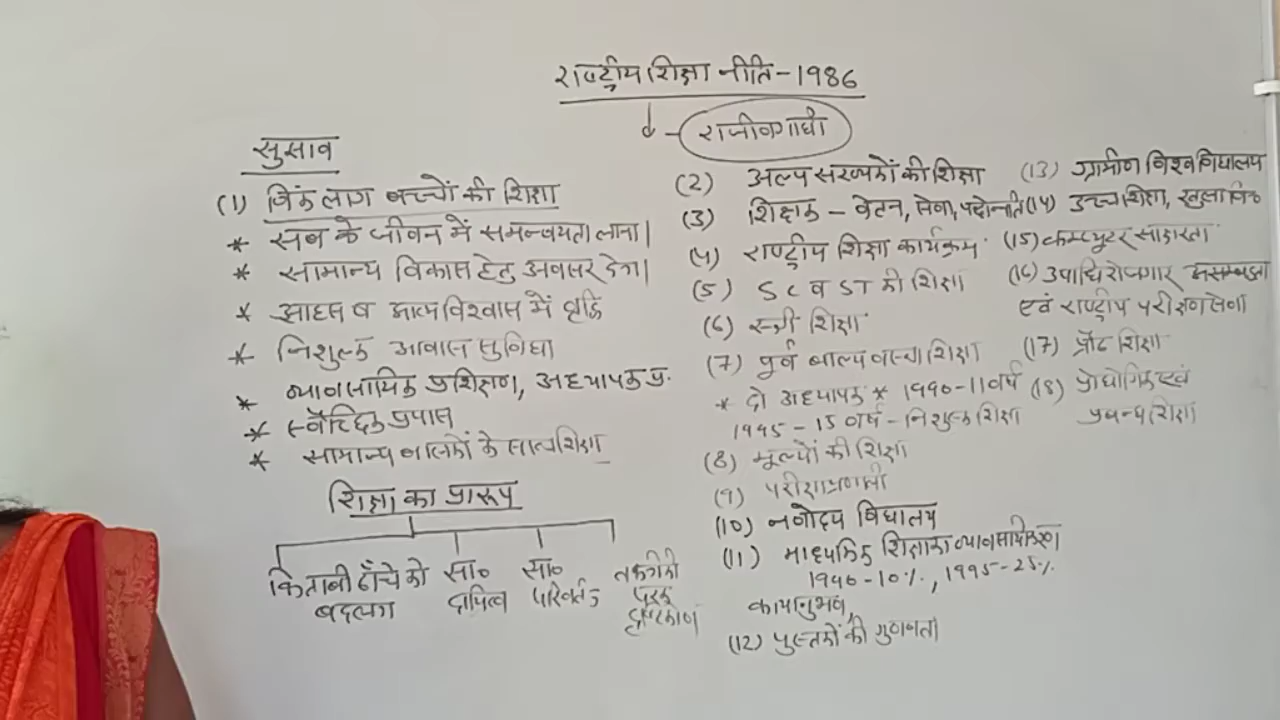 राष्ट्रीय शिक्षा नीति - 1986
राजीवगाधी
सुसाव
(1) विकंलाग बच्चों की शिक्षा
* सब के जीवन में समन्वयता लाना।
* सामान्य विकास हेतु अवसर देना।
* साहस व आत्मविश्वास में वृद्धि
* निशुल्क आवास सुविधा
* व्यावसायिक प्रशिक्षण, अध्यापक प्र.
* स्वैच्छिक प्रयास
* सामान्य बालकों के साथ शिक्षा
शिक्षा का प्रारूप
किताबी ढाँचे को बदलना
सा० दायित्व
सा० परिवर्तन
तकनीकी परक दृष्टिकोण
(2) अल्प संख्यकों की शिक्षा
(3) शिक्षक - वेतन, सेवा, पदोन्नति
(4) राष्ट्रीय शिक्षा कार्यक्रम
(5) SC व ST की शिक्षा
(6) स्त्री शिक्षा
(7) पूर्व बाल्यवस्था शिक्षा
* दो अध्यापक * 1990-11 वर्ष
1995 - 15 वर्ष - निशुल्क शिक्षा
(8) मूल्यों की शिक्षा
(9) परीक्षा प्रणाली
(10) नवोदय विद्यालय
(11) माध्यमिक शिक्षा का व्यावसायिकरण।
1990-10%, 1995-25%
कार्यानुभव,
(12) पुस्तकों की गुणवता
(13) ग्रामीण विश्वविद्यालय
(14) उच्च शिक्षा, खुला वि०
(15) कम्प्यूटर साक्षरता
(16) उपाधि रोजगार असम्बद्धता
एवं राष्ट्रीय परीक्षण सेवा
(17) प्रौढ शिक्षा
(18) प्रोद्योगिक एवं
प्रबन्ध शिक्षा